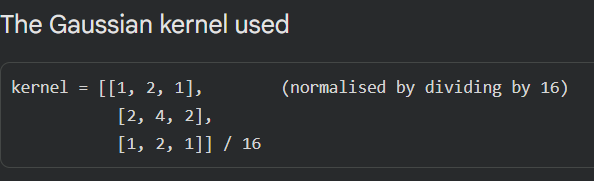 The Gaussian kernel used
kernel = [[1, 2, 1],        (normalised by dividing by 16)
          [2, 4, 2],
          [1, 2, 1]] / 16